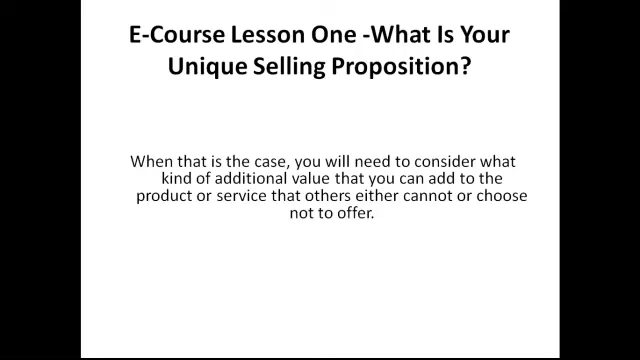 E-Course Lesson One -What Is Your
Unique Selling Proposition?
When that is the case, you will need to consider what
kind of additional value that you can add to the
product or service that others either cannot or choose
not to offer.